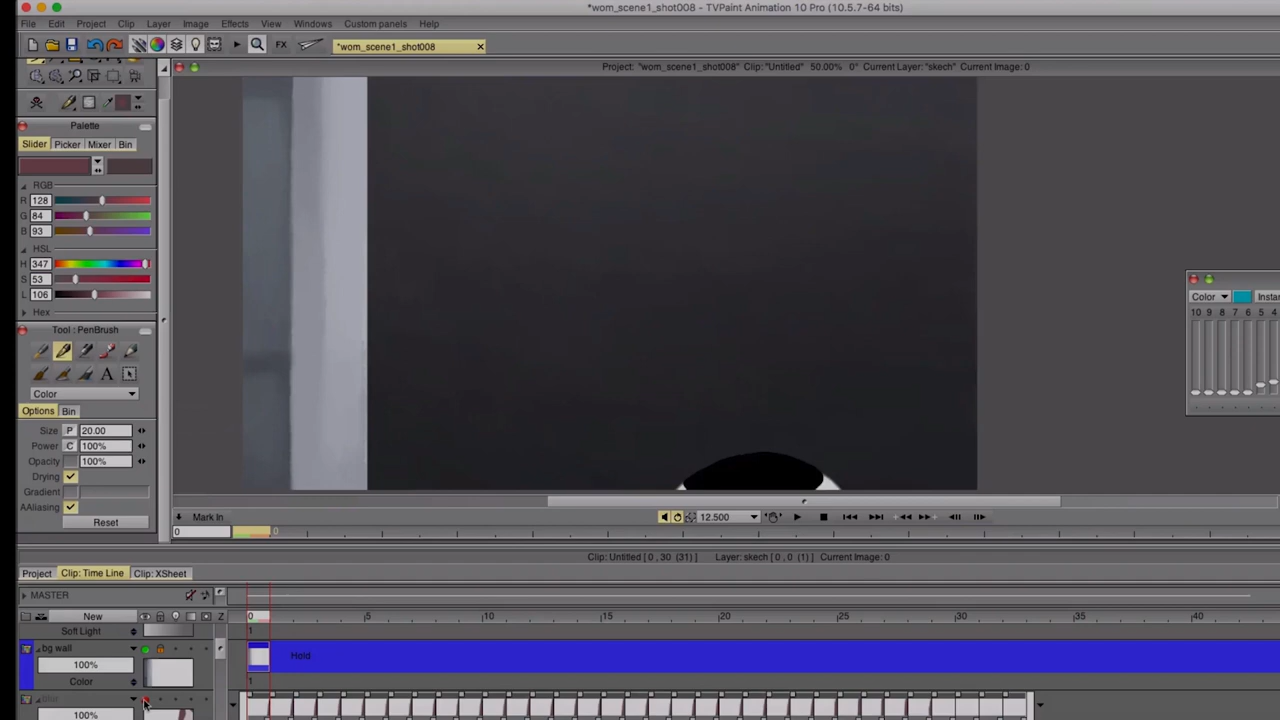 *wom_scene1_shot008 - TVPaint Animation 10 Pro (10.5.7-64 bits)
File Edit Project Clip Layer Image Effects View Windows Custom panels Help
FX *wom_scene1_shot008
Project: "wom_scene1_shot008" Clip: "Untitled" 50.00% 0° Current Layer: "skech" Current Image: 0
Palette
Slider Picker Mixer Bin
RGB
R 128
G 84
B 93
HSL
H 347
S 53
L 106
Hex
Tool : PenBrush
A
Color
Options Bin
Size P 20.00
Power C 100%
Opacity 100%
Drying
Gradient
AAliasing
Reset
Color Instan
10 9 8 7 6 5 4
Mark In
12.500
0 0
Clip: Untitled [ 0 , 30 (31) ] Layer: skech [ 0 , 0 (1) ] Current Image: 0
Project Clip: Time Line Clip: XSheet
MASTER
New Z 0 5 10 15 20 25 30 35 40
Soft Light 1
bg wall
100% Hold
Color 1
blur
100%